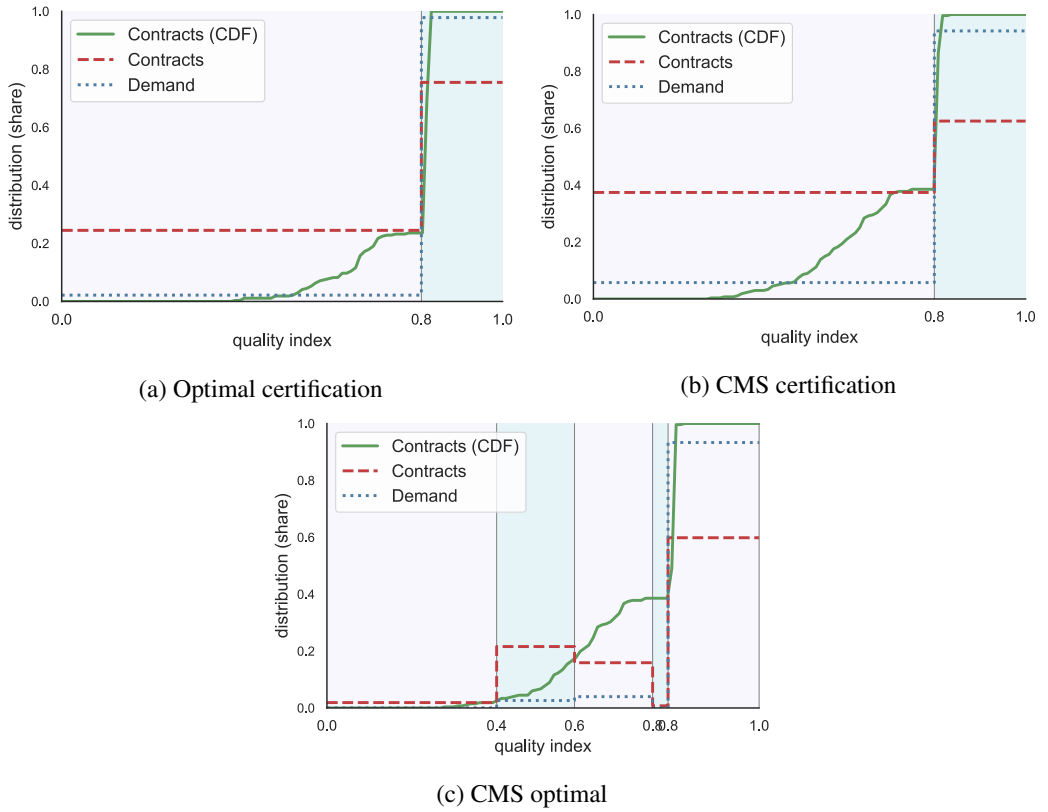 1.0
0.8
0.6
0.4
0.2
0.0
distribution (share)
Contracts (CDF)
Contracts
Demand
0.0 0.8 1.0
quality index
(a) Optimal certification
1.0
0.8
0.6
0.4
0.2
0.0
distribution (share)
Contracts (CDF)
Contracts
Demand
0.0 0.8 1.0
quality index
(b) CMS certification
1.0
0.8
0.6
0.4
0.2
0.0
distribution (share)
Contracts (CDF)
Contracts
Demand
0.0 0.4 0.6 0.8 0.8 1.0
quality index
(c) CMS optimal